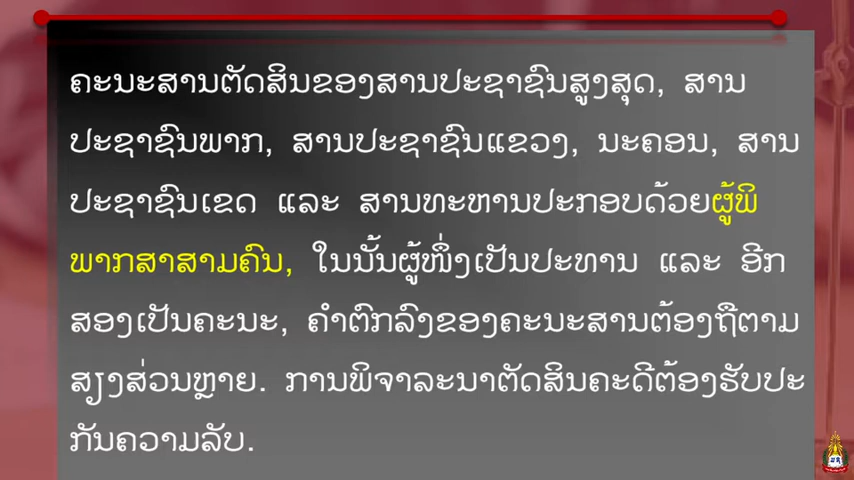 ຄະນະສານຕັດສິນຂອງສານປະຊາຊົນສູງສຸດ, ສານ
ປະຊາຊົນພາກ, ສານປະຊາຊົນແຂວງ, ນະຄອນ, ສານ
ປະຊາຊົນເຂດ ແລະ ສານທະຫານປະກອບດ້ວຍຜູ້ພິ
ພາກສາສາມຄົນ, ໃນນັ້ນຜູ້ໜຶ່ງເປັນປະທານ ແລະ ອີກ
ສອງເປັນຄະນະ, ຄຳຕົກລົງຂອງຄະນະສານຕ້ອງຖືຕາມ
ສຽງສ່ວນຫຼາຍ. ການພິຈາລະນາຕັດສິນຄະດີຕ້ອງຮັບປະ
ກັນຄວາມລັບ.